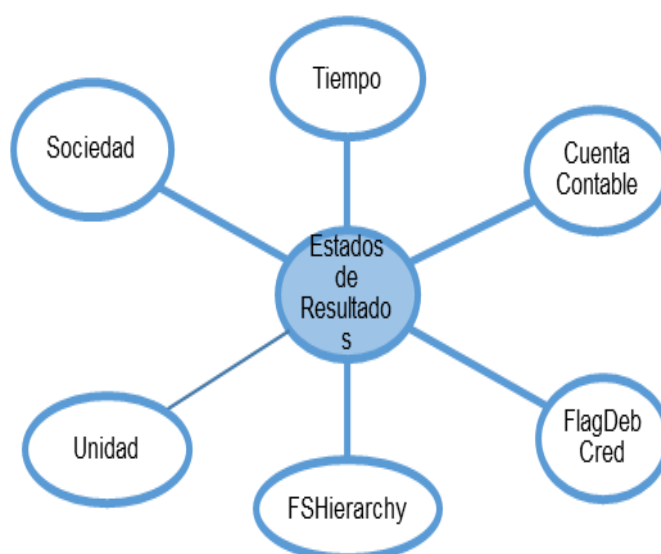 Tiempo
Sociedad
Cuenta
Contable
Estados
de
Resultado
s
Unidad
FlagDeb
Cred
FSHierarchy